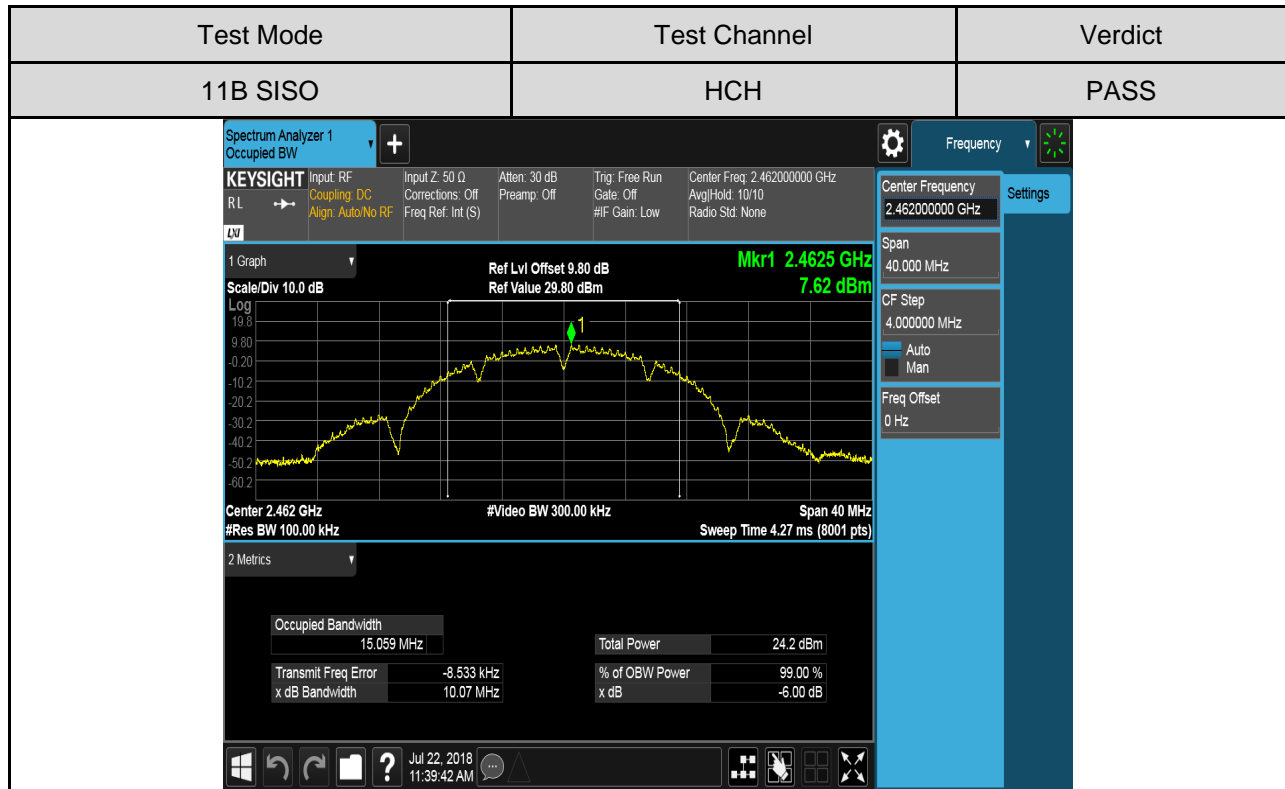 Test Mode Test Channel Verdict
11B SISO HCH PASS
Spectrum Analyzer 1
Occupied BW
+
Frequency
KEYSIGHT
RL
LXI
Input: RF
Coupling: DC
Align: Auto/No RF
Input Z: 50 Ω
Corrections: Off
Freq Ref: Int (S)
Atten: 30 dB
Preamp: Off
Trig: Free Run
Gate: Off
#IF Gain: Low
Center Freq: 2.462000000 GHz
Avg|Hold: 10/10
Radio Std: None
Center Frequency
2.462000000 GHz
Settings
Span
40.000 MHz
CF Step
4.000000 MHz
Auto
Man
Freq Offset
0 Hz
1 Graph
Scale/Div 10.0 dB
Ref Lvl Offset 9.80 dB
Ref Value 29.80 dBm
Mkr1 2.4625 GHz
7.62 dBm
Log
19.8
9.80
-0.20
-10.2
-20.2
-30.2
-40.2
-50.2
-60.2
1
Center 2.462 GHz #Video BW 300.00 kHz Span 40 MHz
#Res BW 100.00 kHz Sweep Time 4.27 ms (8001 pts)
2 Metrics
Occupied Bandwidth
15.059 MHz
Total Power 24.2 dBm
Transmit Freq Error -8.533 kHz
% of OBW Power 99.00 %
x dB Bandwidth 10.07 MHz
x dB -6.00 dB
?
Jul 22, 2018
11:39:42 AM